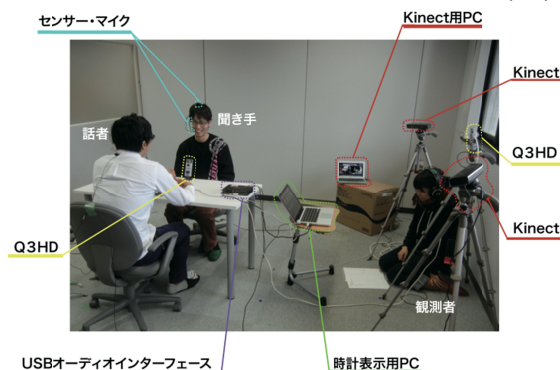 センサー・マイク
Kinect用PC
Kinect
聞き手
話者
Q3HD
Q3HD
Kinect
観測者
USBオーディオインターフェース
時計表示用PC